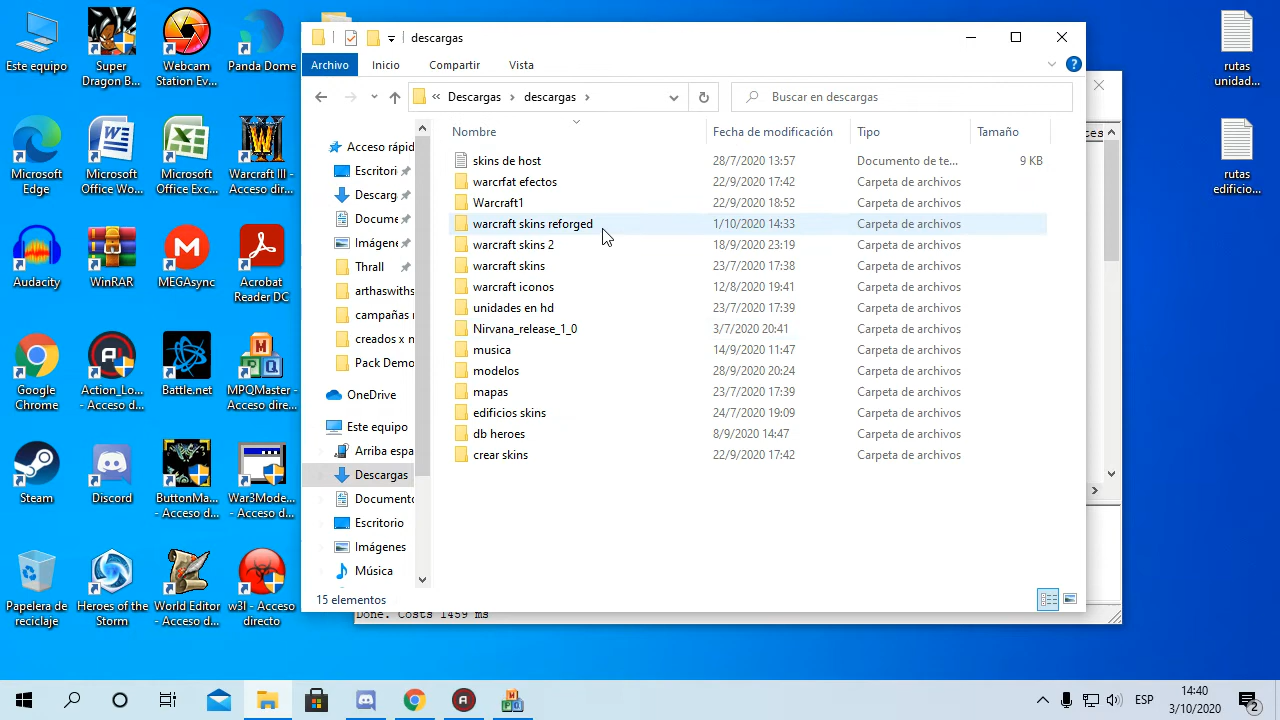 Este equipo
Super
Dragon B...
Webcam
Station Ev...
Panda Dome
Microsoft
Edge
Microsoft
Office Wo...
Microsoft
Office Exc...
Warcraft III -
Acceso dir...
Audacity
WinRAR
MEGAsync
Acrobat
Reader DC
Google
Chrome
Action_Lo...
- Acceso d...
Battle.net
MPQMaster -
Acceso dire...
Steam
Discord
ButtonMa...
- Acceso d...
War3Mode...
- Acceso d...
Papelera de
reciclaje
Heroes of the
Storm
World Editor
- Acceso d...
w3l - Acceso
directo
rutas
unidad...
rutas
edificio...
descargas
Archivo
Inicio
Compartir
Vista
« Descargas > descargas >
Buscar en descargas
Nombre
Fecha de modificación
Tipo
Tamaño
skins de host 28/7/2020 13:57 Documento de te... 9 KB
warcrfat efectos 22/9/2020 17:42 Carpeta de archivos
Warcraft1 22/9/2020 18:52 Carpeta de archivos
warcraft skins reforged 1/10/2020 14:33 Carpeta de archivos
warcraft skins 2 18/9/2020 23:19 Carpeta de archivos
warcraft skins 23/7/2020 17:38 Carpeta de archivos
warcraft iconos 12/8/2020 19:41 Carpeta de archivos
unidades en hd 23/7/2020 17:39 Carpeta de archivos
Nirvana_release_1_0 3/7/2020 20:41 Carpeta de archivos
musica 14/9/2020 11:47 Carpeta de archivos
modelos 28/9/2020 20:24 Carpeta de archivos
mapas 23/7/2020 17:39 Carpeta de archivos
edificios skins 24/7/2020 19:09 Carpeta de archivos
db heroes 8/9/2020 14:47 Carpeta de archivos
crear skins 22/9/2020 17:42 Carpeta de archivos
Acceso rápid
Escritori
Descarg
Docume
Imágene
Thrall
arthaswiths
campañas r
creados x n
Pack Demo
OneDrive
Este equipo
Arriba espa
Descargas
Documento
Escritorio
Imágenes
Música
15 elementos
Done. Costs 1459 ms
ESP
14:40
3/10/2020
2